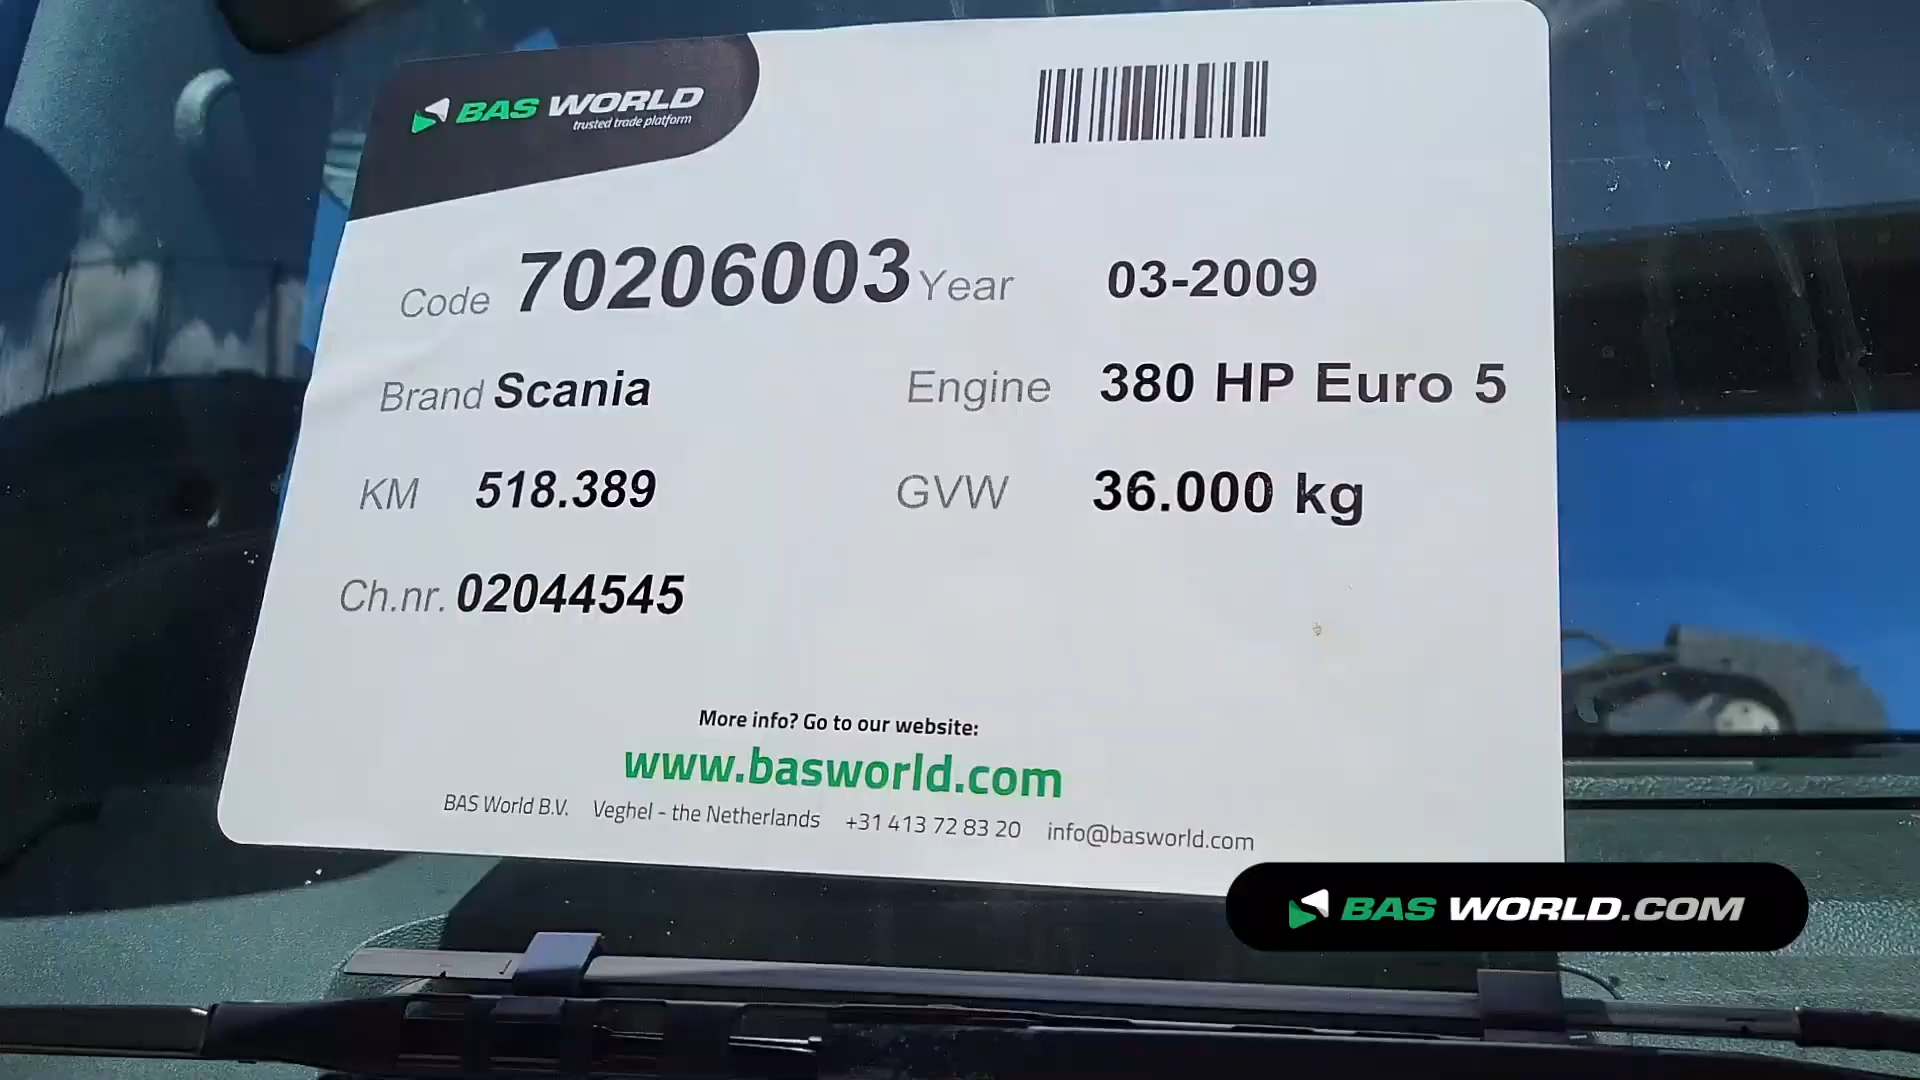 BAS WORLD
trusted trade platform
Code 70206003 Year 03-2009
Brand Scania Engine 380 HP Euro 5
KM 518.389 GVW 36.000 kg
Ch.nr. 02044545
More info? Go to our website:
www.basworld.com
BAS World B.V. Veghel - the Netherlands +31 413 72 83 20 info@basworld.com
BAS WORLD.COM